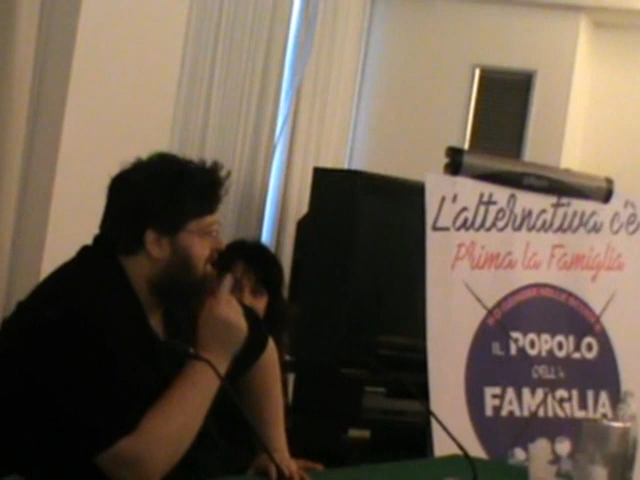 L'alternativa c'è
Prima la Famiglia
IL POPOLO
DELLA
FAMIGLIA